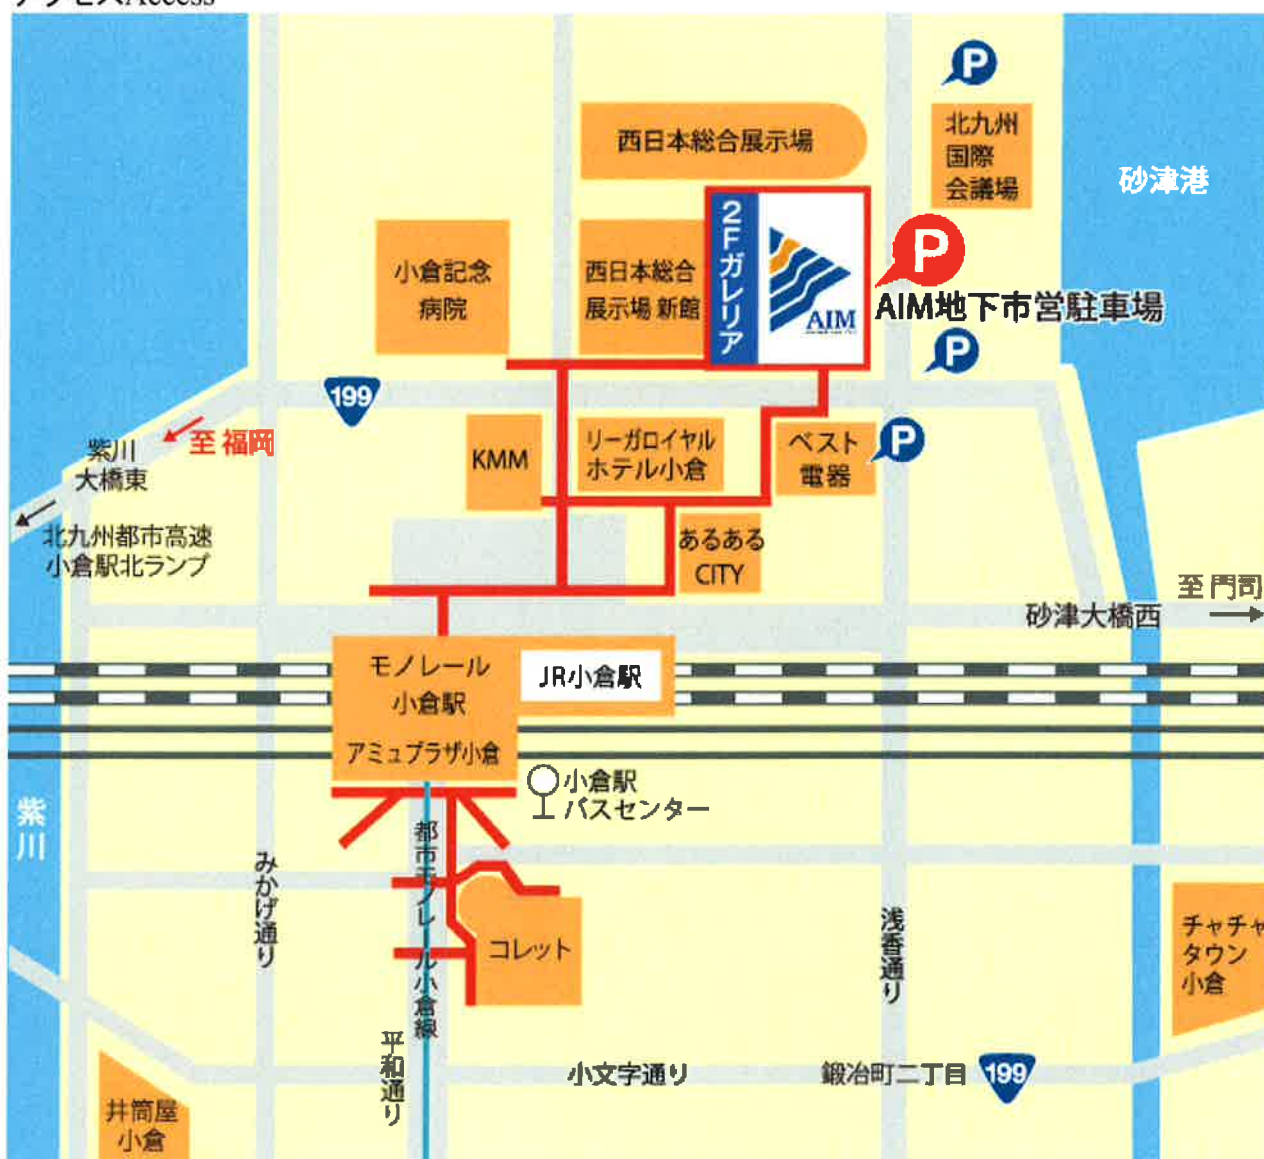 アクセスAccess
P
西日本総合展示場
北九州
国際
会議場
砂津港
2Fガレリア
AIM
P
AIM地下市営駐車場
小倉記念
病院
西日本総合
展示場 新館
P
199
至 福岡
紫川
大橋東
KMM
リーガロイヤル
ホテル小倉
ベスト
電器
P
北九州都市高速
小倉駅北ランプ
あるある
CITY
至 門司
砂津大橋西
モノレール
小倉駅
JR小倉駅
アミュプラザ小倉
小倉駅
バスセンター
紫川
都市モノレール小倉線
みかげ通り
浅香通り
コレット
チャチャ
タウン
小倉
平和通り
小文字通り
鍛冶町二丁目
199
井筒屋
小倉